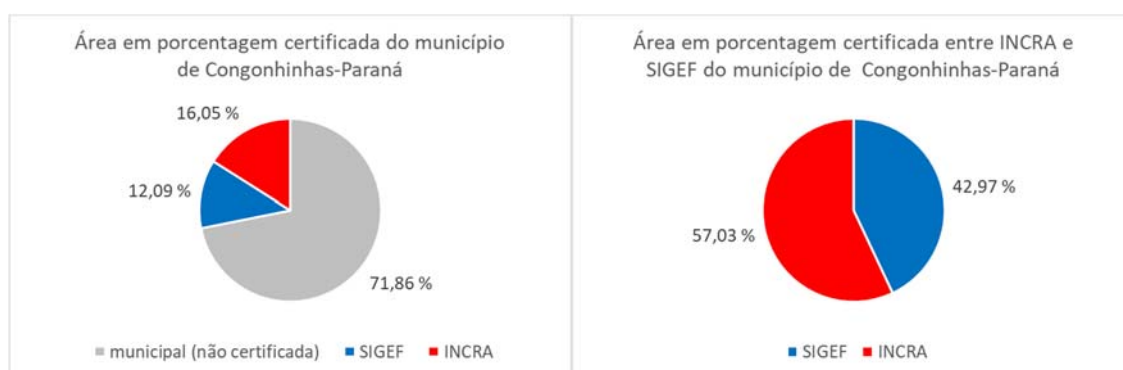 Área em porcentagem certificada do município
de Congonhinhas-Paraná
16,05 %
12,09 %
71,86 %
municipal (não certificada) SIGEF INCRA
Área em porcentagem certificada entre INCRA e
SIGEF do município de Congonhinhas-Paraná
42,97 %
57,03 %
SIGEF INCRA